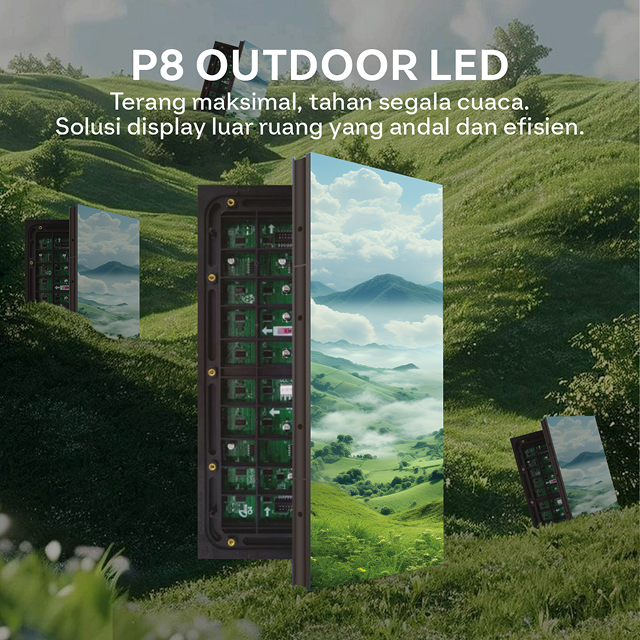 P8 OUTDOOR LED
Terang maksimal, tahan segala cuaca.
Solusi display luar ruang yang andal dan efisien.